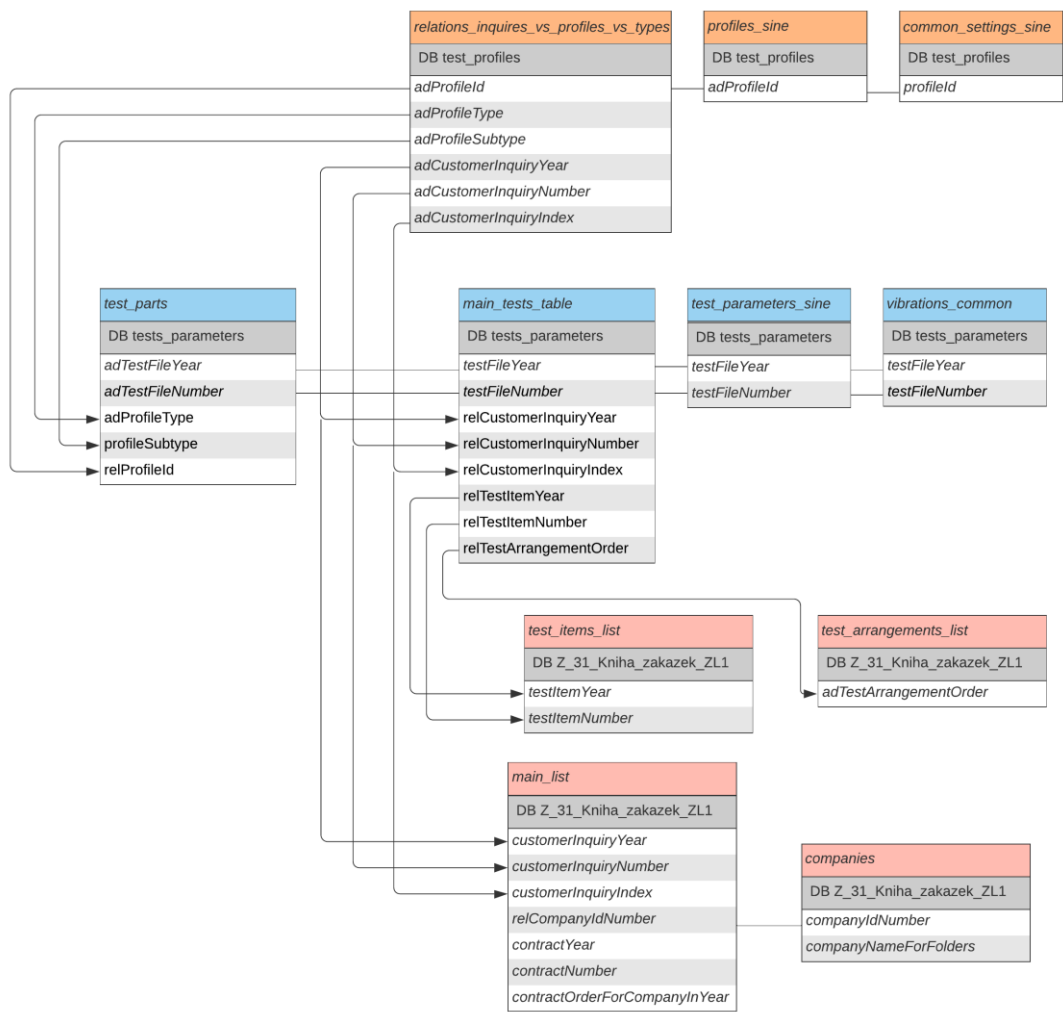 relations_inquires_vs_profiles_vs_types
DB test_profiles
adProfileId
adProfileType
adProfileSubtype
adCustomerInquiryYear
adCustomerInquiryNumber
adCustomerInquiryIndex
profiles_sine
DB test_profiles
adProfileId
common_settings_sine
DB test_profiles
profileId
test_parts
DB tests_parameters
adTestFileYear
adTestFileNumber
adProfileType
profileSubtype
relProfileId
main_tests_table
DB tests_parameters
testFileYear
testFileNumber
relCustomerInquiryYear
relCustomerInquiryNumber
relCustomerInquiryIndex
relTestItemYear
relTestItemNumber
relTestArrangementOrder
test_parameters_sine
DB tests_parameters
testFileYear
testFileNumber
vibrations_common
DB tests_parameters
testFileYear
testFileNumber
test_items_list
DB Z_31_Kniha_zakazek_ZL1
testItemYear
testItemNumber
test_arrangements_list
DB Z_31_Kniha_zakazek_ZL1
adTestArrangementOrder
main_list
DB Z_31_Kniha_zakazek_ZL1
customerInquiryYear
customerInquiryNumber
customerInquiryIndex
relCompanyIdNumber
contractYear
contractNumber
contractOrderForCompanyInYear
companies
DB Z_31_Kniha_zakazek_ZL1
companyIdNumber
companyNameForFolders